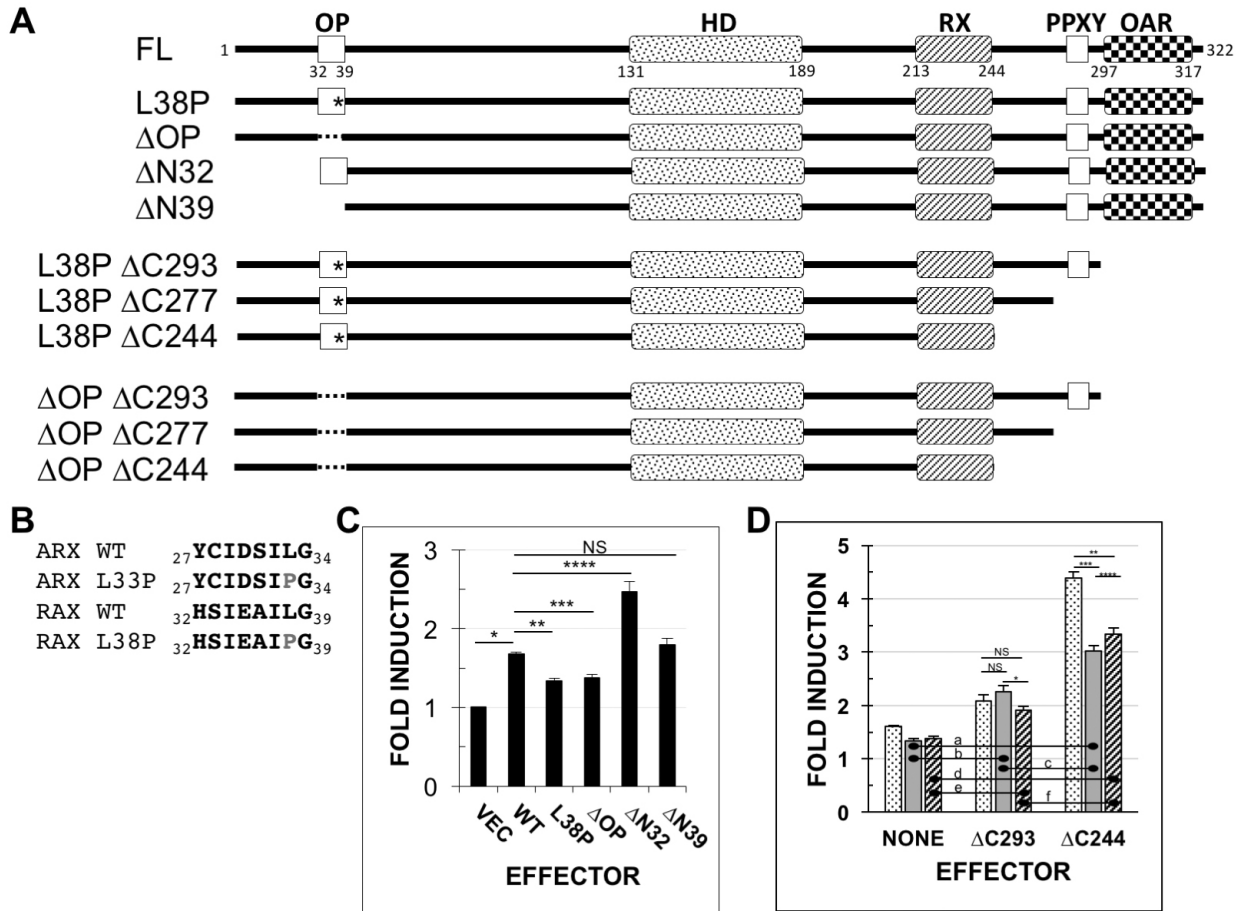 A
OP HD RX PPXY OAR
FL 1 322
32 39 131 189 213 244 297 317
L38P *
ΔOP
ΔN32
ΔN39
L38P ΔC293 *
L38P ΔC277 *
L38P ΔC244 *
ΔOP ΔC293
ΔOP ΔC277
ΔOP ΔC244
B
ARX WT 27YCIDSILG34
ARX L33P 27YCIDSIPG34
RAX WT 32HSIEAILG39
RAX L38P 32HSIEAIPG39
C
FOLD INDUCTION
3
2
1
0
NS
****
***
**
*
VEC WT L38P ΔOP ΔN32 ΔN39
EFFECTOR
D
FOLD INDUCTION
5
4
3
2
1
0
NS
NS
*
**
***
****
a
b
c
d
e
f
NONE ΔC293 ΔC244
EFFECTOR